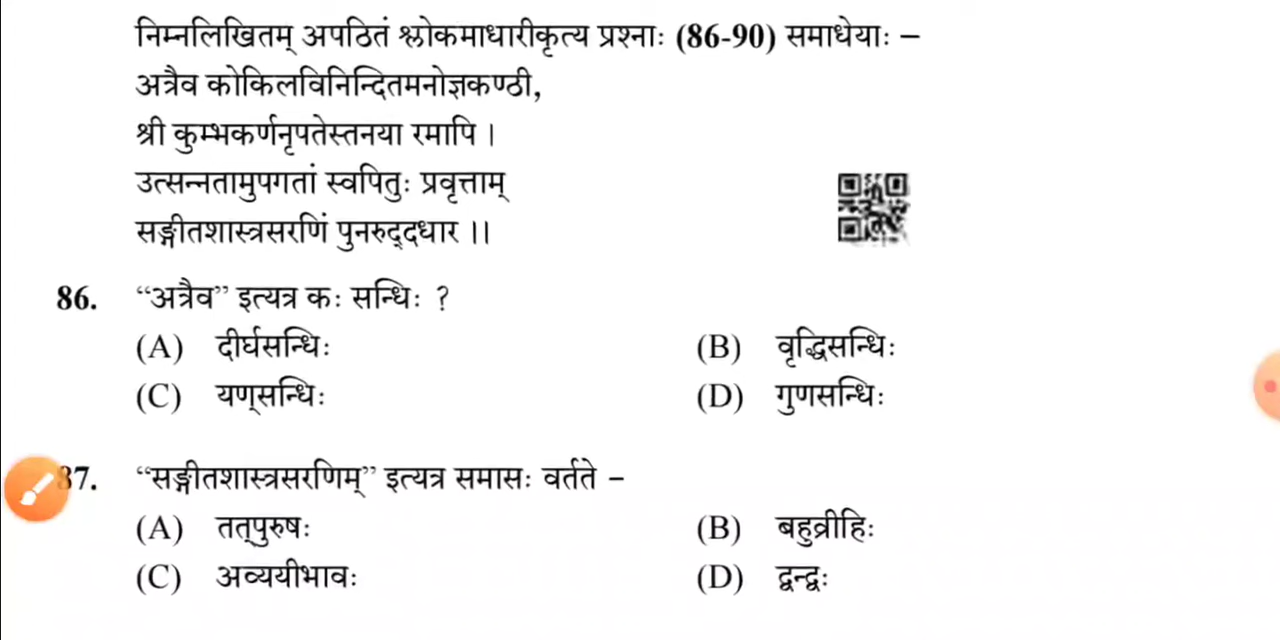 निम्नलिखितम् अपठितं श्लोकमाधारीकृत्य प्रश्नाः (86-90) समाधेयाः –
अत्रैव कोकिलविनिन्दितमनोज्ञकण्ठी,
श्री कुम्भकर्णनृपतेस्तनया रमापि ।
उत्सन्नतामुपगतां स्वपितुः प्रवृत्ताम्
सङ्गीतशास्त्रसरणिं पुनरुद्दधार ।।
86. “अत्रैव” इत्यत्र कः सन्धिः ?
(A) दीर्घसन्धिः (B) वृद्धिसन्धिः
(C) यण्सन्धिः (D) गुणसन्धिः
37. “सङ्गीतशास्त्रसरणिम्” इत्यत्र समासः वर्तते –
(A) तत्पुरुषः (B) बहुव्रीहिः
(C) अव्ययीभावः (D) द्वन्द्वः